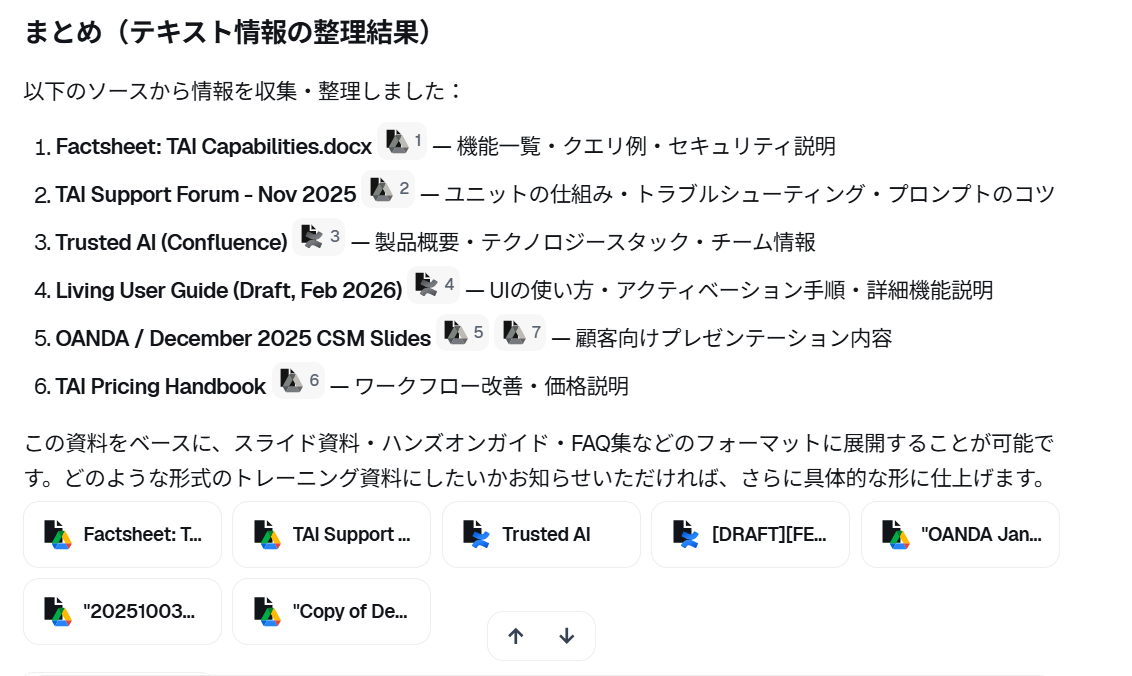 まとめ（テキスト情報の整理結果）
以下のソースから情報を収集・整理しました：
1. Factsheet: TAI Capabilities.docx 1 — 機能一覧・クエリ例・セキュリティ説明
2. TAI Support Forum - Nov 2025 2 — ユニットの仕組み・トラブルシューティング・プロンプトのコツ
3. Trusted AI (Confluence) 3 — 製品概要・テクノロジースタック・チーム情報
4. Living User Guide (Draft, Feb 2026) 4 — UIの使い方・アクティベーション手順・詳細機能説明
5. OANDA / December 2025 CSM Slides 5 7 — 顧客向けプレゼンテーション内容
6. TAI Pricing Handbook 6 — ワークフロー改善・価格説明
この資料をベースに、スライド資料・ハンズオンガイド・FAQ集などのフォーマットに展開することが可能で
す。どのような形式のトレーニング資料にしたいかお知らせいただければ、さらに具体的な形に仕上げます。
Factsheet: T... TAI Support ... Trusted AI [DRAFT][FE... "OANDA Jan...
"20251003... "Copy of De...